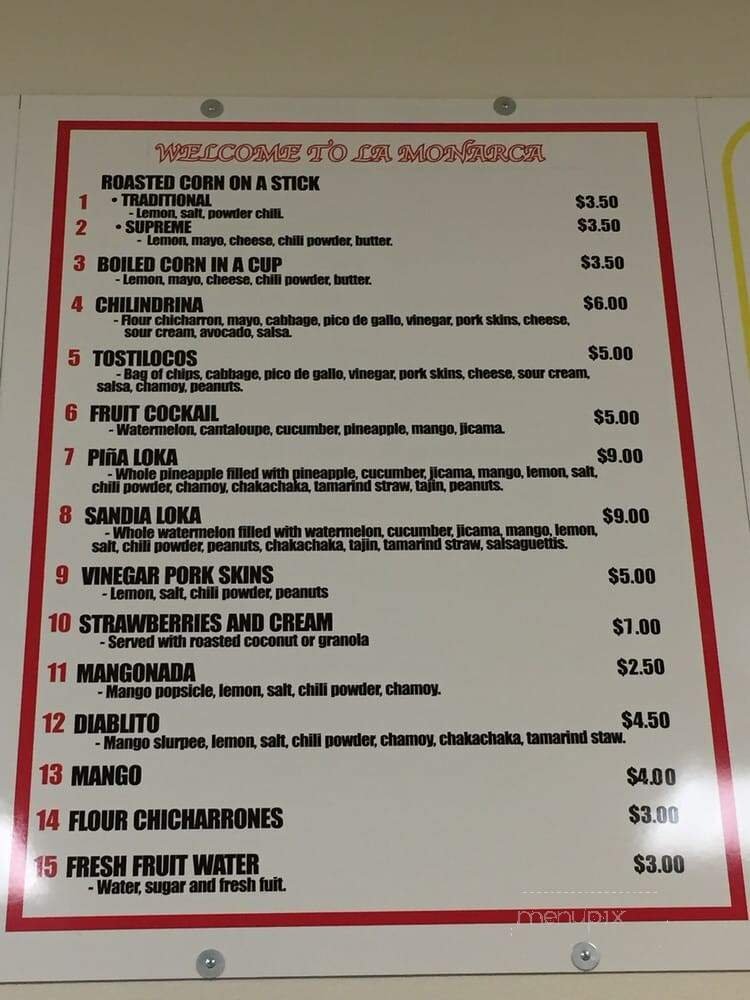 WELCOME TO LA MONARCA
ROASTED CORN ON A STICK
1 • TRADITIONAL $3.50
- Lemon, salt, powder chili.
2 • SUPREME $3.50
- Lemon, mayo, cheese, chili powder, butter.
3 BOILED CORN IN A CUP $3.50
- Lemon, mayo, cheese, chili powder, butter.
4 CHILINDRINA $6.00
- Flour chicharron, mayo, cabbage, pico de gallo, vinegar, pork skins, cheese,
sour cream, avocado, salsa.
5 TOSTILOCOS $5.00
- Bag of chips, cabbage, pico de gallo, vinegar, pork skins, cheese, sour cream,
salsa, chamoy, peanuts.
6 FRUIT COCKAIL $5.00
- Watermelon, cantaloupe, cucumber, pineapple, mango, jicama.
7 PIñA LOKA $9.00
- Whole pineapple filled with pineapple, cucumber, jicama, mango, lemon, salt,
chili powder, chamoy, chakachaka, tamarind straw, tajin, peanuts.
8 SANDIA LOKA $9.00
- Whole watermelon filled with watermelon, cucumber, jicama, mango, lemon,
salt, chili powder, peanuts, chakachaka, tajin, tamarind straw, salsaguettis.
9 VINEGAR PORK SKINS $5.00
- Lemon, salt, chili powder, peanuts
10 STRAWBERRIES AND CREAM $7.00
- Served with roasted coconut or granola
11 MANGONADA $2.50
- Mango popsicle, lemon, salt, chili powder, chamoy.
12 DIABLITO $4.50
- Mango slurpee, lemon, salt, chili powder, chamoy, chakachaka, tamarind staw.
13 MANGO $4.00
14 FLOUR CHICHARRONES $3.00
15 FRESH FRUIT WATER $3.00
- Water, sugar and fresh fuit.
menupix